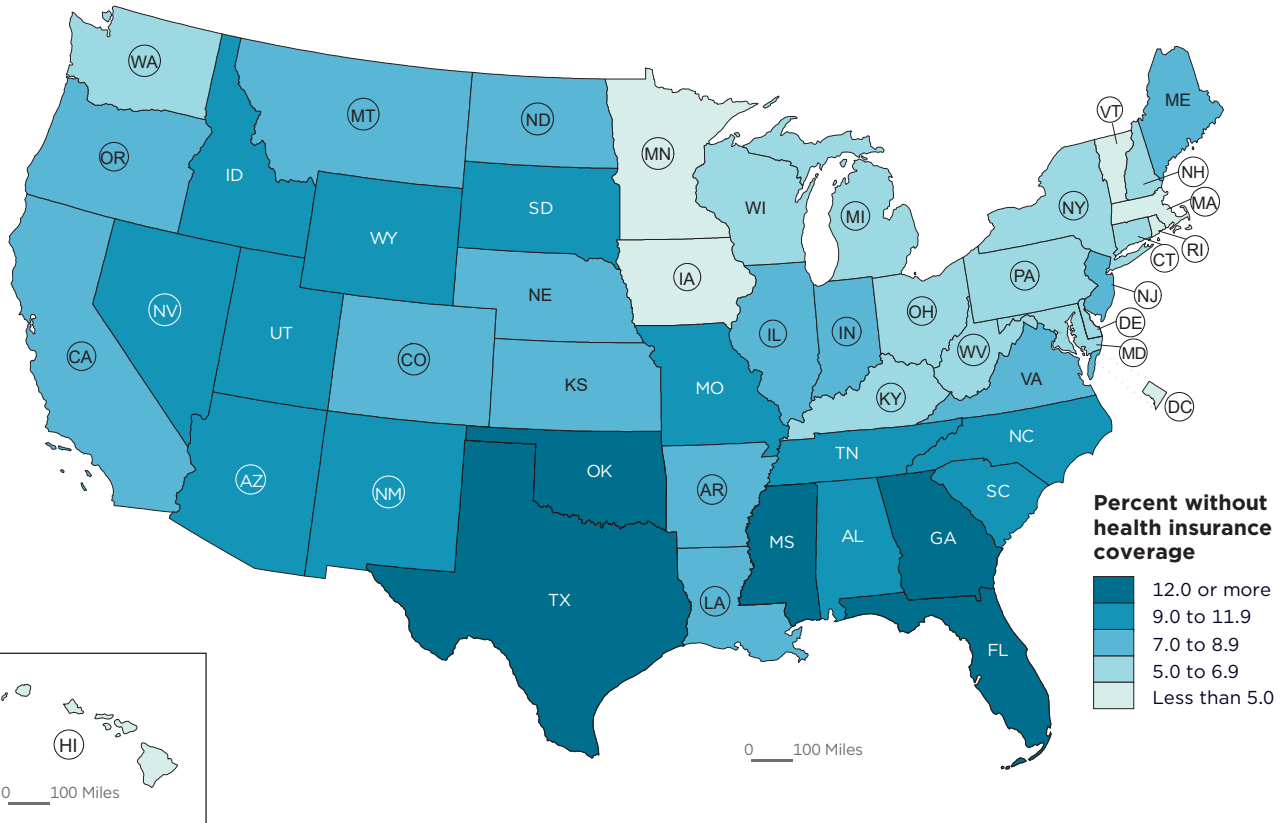 WA
MT
ND
MN
VT
ME
OR
ID
SD
WI
MI
NY
NH
MA
WY
RI
CT
IA
PA
NJ
NV
UT
NE
IL
IN
OH
DE
MD
CA
CO
KS
MO
WV
KY
VA
DC
AZ
NM
OK
AR
TN
NC
SC
TX
LA
MS
AL
GA
FL
HI
0 100 Miles
0 100 Miles
Percent without
health insurance
coverage
12.0 or more
9.0 to 11.9
7.0 to 8.9
5.0 to 6.9
Less than 5.0